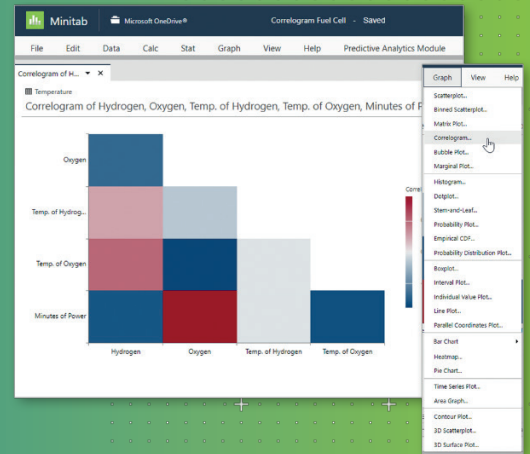 Minitab
Microsoft OneDrive®
Correlogram Fuel Cell - Saved
File Edit Data Calc Stat Graph View Help Predictive Analytics Module
Correlogram of H...
Temperature
Correlogram of Hydrogen, Oxygen, Temp. of Hydrogen, Temp. of Oxygen, Minutes of P
Oxygen
Temp. of Hydrog...
Temp. of Oxygen
Minutes of Power
Hydrogen Oxygen Temp. of Hydrogen Temp. of Oxygen
Correl
Graph View Help
Scatterplot...
Binned Scatterplot...
Matrix Plot...
Correlogram...
Bubble Plot...
Marginal Plot...
Histogram...
Dotplot...
Stem-and-Leaf...
Probability Plot...
Empirical CDF...
Probability Distribution Plot...
Boxplot...
Interval Plot...
Individual Value Plot...
Line Plot...
Parallel Coordinates Plot...
Bar Chart
Heatmap...
Pie Chart...
Time Series Plot...
Area Graph...
Contour Plot...
3D Scatterplot...
3D Surface Plot...